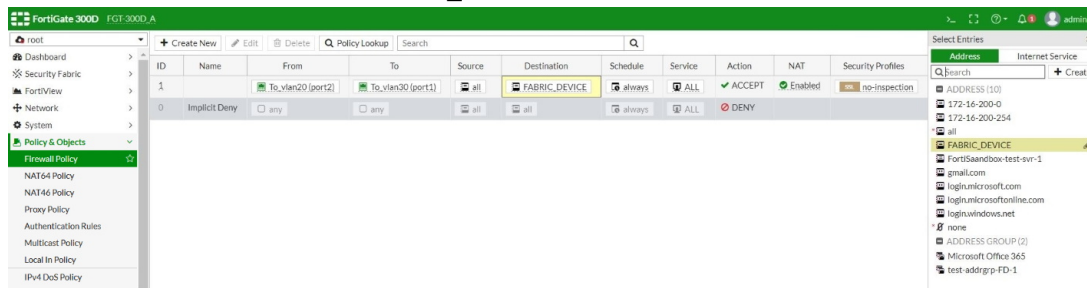 FortiGate 300D FGT-300D_A
admin
root
Dashboard
Security Fabric
FortiView
Network
System
Policy & Objects
Firewall Policy
NAT64 Policy
NAT46 Policy
Proxy Policy
Authentication Rules
Multicast Policy
Local In Policy
IPv4 DoS Policy
+ Create New Edit Delete Policy Lookup Search
ID Name From To Source Destination Schedule Service Action NAT Security Profiles
1 To_vlan20 (port2) To_vlan30 (port1) all FABRIC_DEVICE always ALL ACCEPT Enabled no-inspection
0 Implicit Deny any any all all always ALL DENY
Select Entries
Address Internet Service
Search + Creat
ADDRESS (10)
172-16-200-0
172-16-200-254
all
FABRIC_DEVICE
FortiSaandbox-test-svr-1
gmail.com
login.microsoft.com
login.microsoftonline.com
login.windows.net
none
ADDRESS GROUP (2)
Microsoft Office 365
test-addrgrp-FD-1